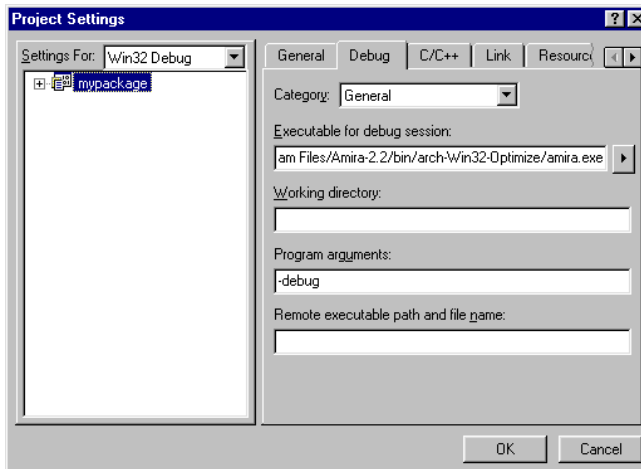 Project Settings
Settings For: Win32 Debug
mypackage
General Debug C/C++ Link Resourc
Category: General
Executable for debug session:
am Files/Amira-2.2/bin/arch-Win32-Optimize/amira.exe
Working directory:
Program arguments:
-debug
Remote executable path and file name:
OK Cancel